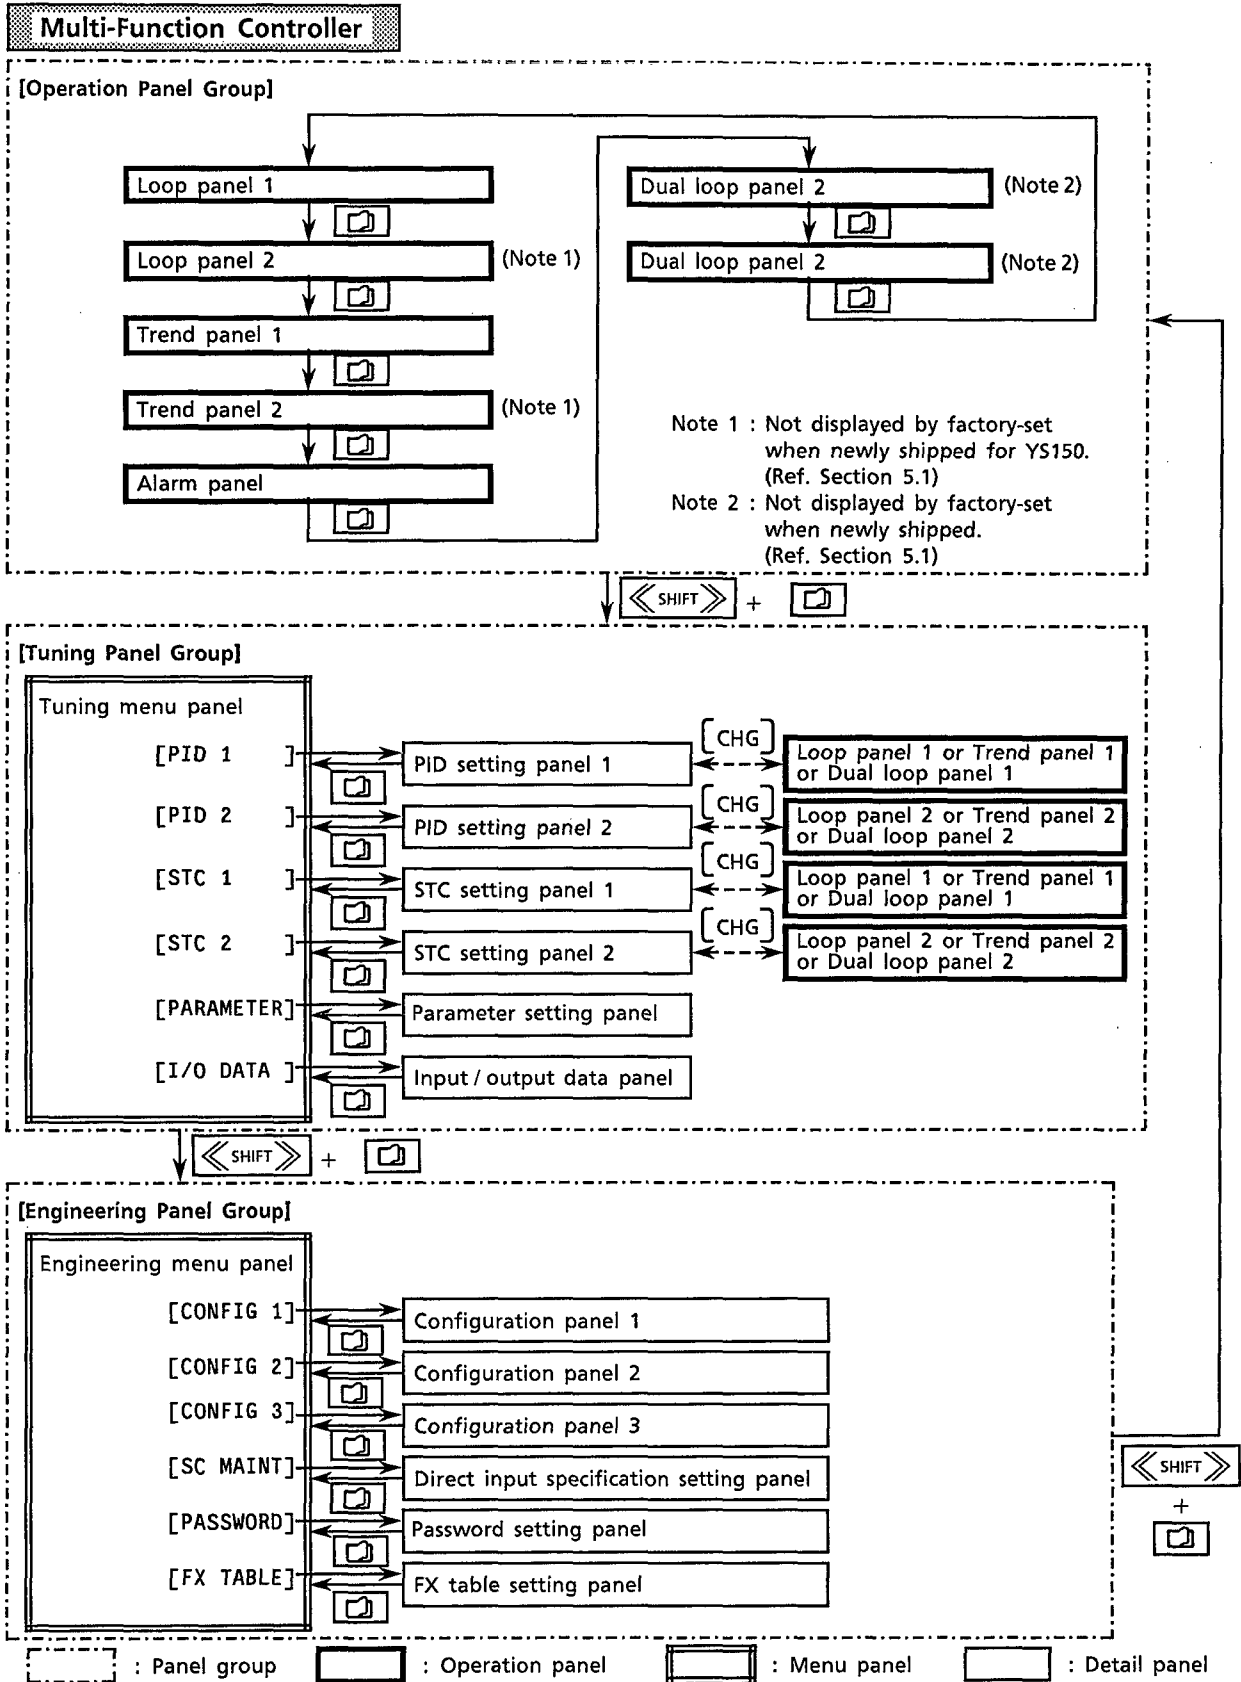 Multi-Function Controller
[Operation Panel Group]
Loop panel 1
Loop panel 2
(Note 1)
Trend panel 1
Trend panel 2
(Note 1)
Alarm panel
Dual loop panel 2
(Note 2)
Dual loop panel 2
(Note 2)
Note 1 : Not displayed by factory-set
when newly shipped for YS150.
(Ref. Section 5.1)
Note 2 : Not displayed by factory-set
when newly shipped.
(Ref. Section 5.1)
SHIFT +
[Tuning Panel Group]
Tuning menu panel
[PID 1 ]
PID setting panel 1
[CHG]
Loop panel 1 or Trend panel 1
or Dual loop panel 1
[PID 2 ]
PID setting panel 2
[CHG]
Loop panel 2 or Trend panel 2
or Dual loop panel 2
[STC 1 ]
STC setting panel 1
[CHG]
Loop panel 1 or Trend panel 1
or Dual loop panel 1
[STC 2 ]
STC setting panel 2
[CHG]
Loop panel 2 or Trend panel 2
or Dual loop panel 2
[PARAMETER]
Parameter setting panel
[I/O DATA ]
Input / output data panel
SHIFT +
[Engineering Panel Group]
Engineering menu panel
[CONFIG 1]
Configuration panel 1
[CONFIG 2]
Configuration panel 2
[CONFIG 3]
Configuration panel 3
[SC MAINT]
Direct input specification setting panel
[PASSWORD]
Password setting panel
[FX TABLE]
FX table setting panel
SHIFT
+
: Panel group
: Operation panel
: Menu panel
: Detail panel